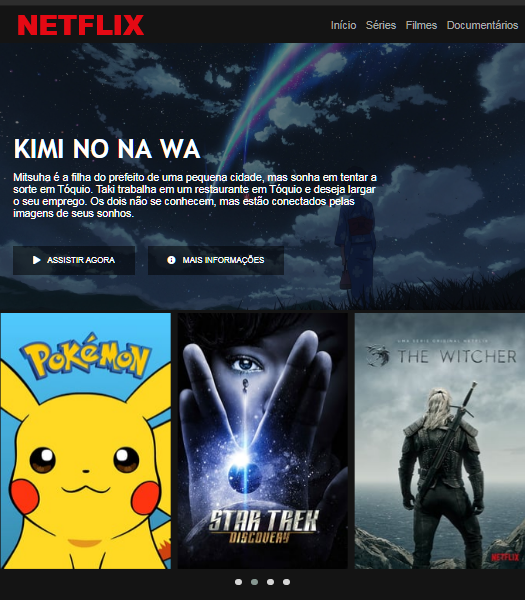 NETFLIX
Início Séries Filmes Documentários
KIMI NO NA WA
Mitsuha é a filha do prefeito de uma pequena cidade, mas sonha em tentar a
sorte em Tóquio. Taki trabalha em um restaurante em Tóquio e deseja largar
o seu emprego. Os dois não se conhecem, mas estão conectados pelas
imagens de seus sonhos.
ASSISTIR AGORA
MAIS INFORMAÇÕES
POKéMON
STAR TREK
DISCOVERY
UMA SÉRIE ORIGINAL NETFLIX
THE WITCHER
NETFLIX